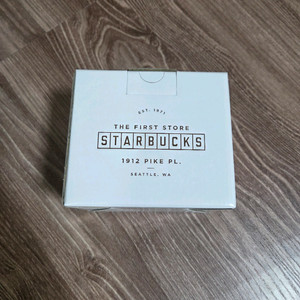 EST. 1971
THE FIRST STORE
STARBUCKS
1912 PIKE PL.
SEATTLE, WA